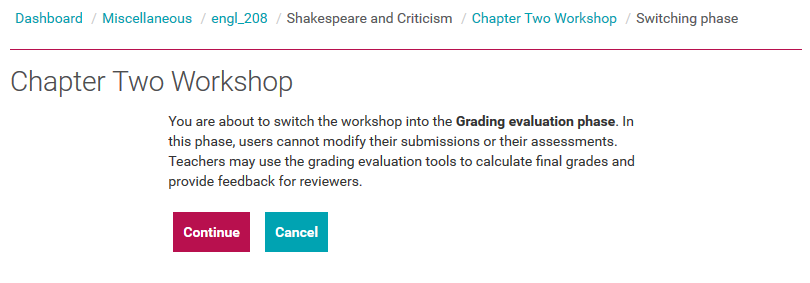 Dashboard / Miscellaneous / engl_208 / Shakespeare and Criticism / Chapter Two Workshop / Switching phase
Chapter Two Workshop
You are about to switch the workshop into the Grading evaluation phase. In
this phase, users cannot modify their submissions or their assessments.
Teachers may use the grading evaluation tools to calculate final grades and
provide feedback for reviewers.
Continue Cancel